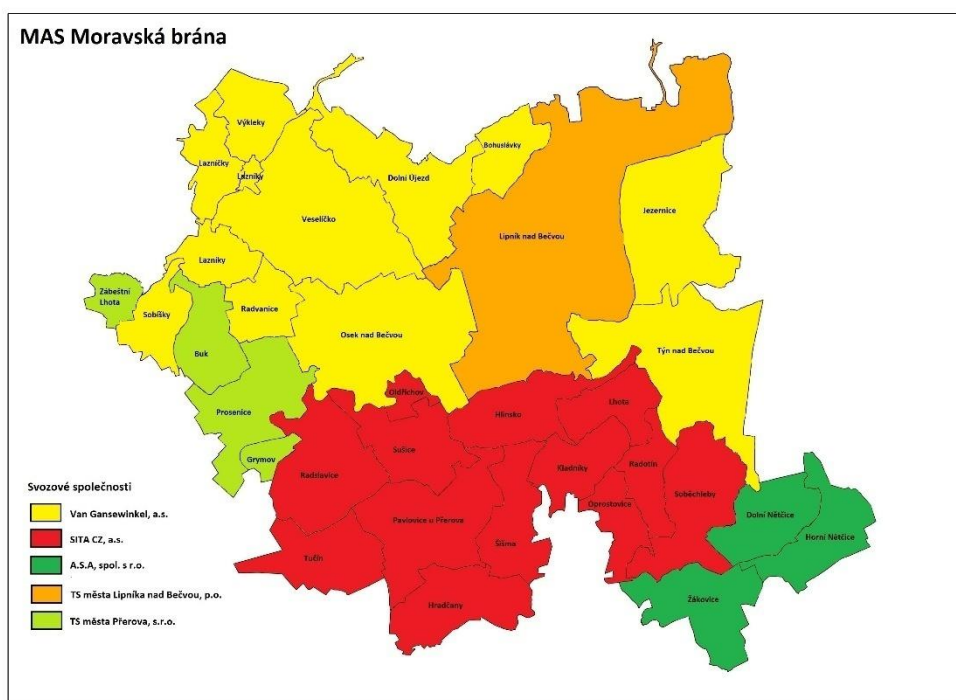 MAS Moravská brána
Výkleky
Bohuslávky
Lazníčky
Lazníky
Dolní Újezd
Jezernice
Veselíčko
Lipník nad Bečvou
Lazníky
Zábeštní
Lhota
Sobíšky
Radvanice
Osek nad Bečvou
Týn nad Bečvou
Buk
Oldřichov
Prosenice
Hlinsko
Lhota
Grymov
Sušice
Radslavice
Kladníky
Radotín
Soběchleby
Oprostovice
Dolní Nětčice
Pavlovice u Přerova
Horní Nětčice
Šišma
Tučín
Žákovice
Hradčany
Svozové společnosti
Van Gansewinkel, a.s.
SITA CZ, a.s.
A.S.A, spol. s r.o.
TS města Lipníka nad Bečvou, p.o.
TS města Přerova, s.r.o.